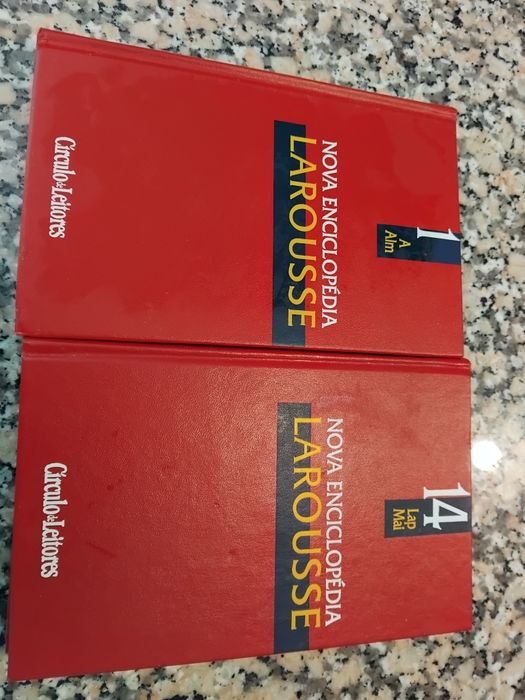 1
A
Alm
NOVA ENCICLOPÉDIA
LAROUSSE
Círculo de Leitores
14
Lap
Mai
NOVA ENCICLOPÉDIA
LAROUSSE
Círculo de Leitores